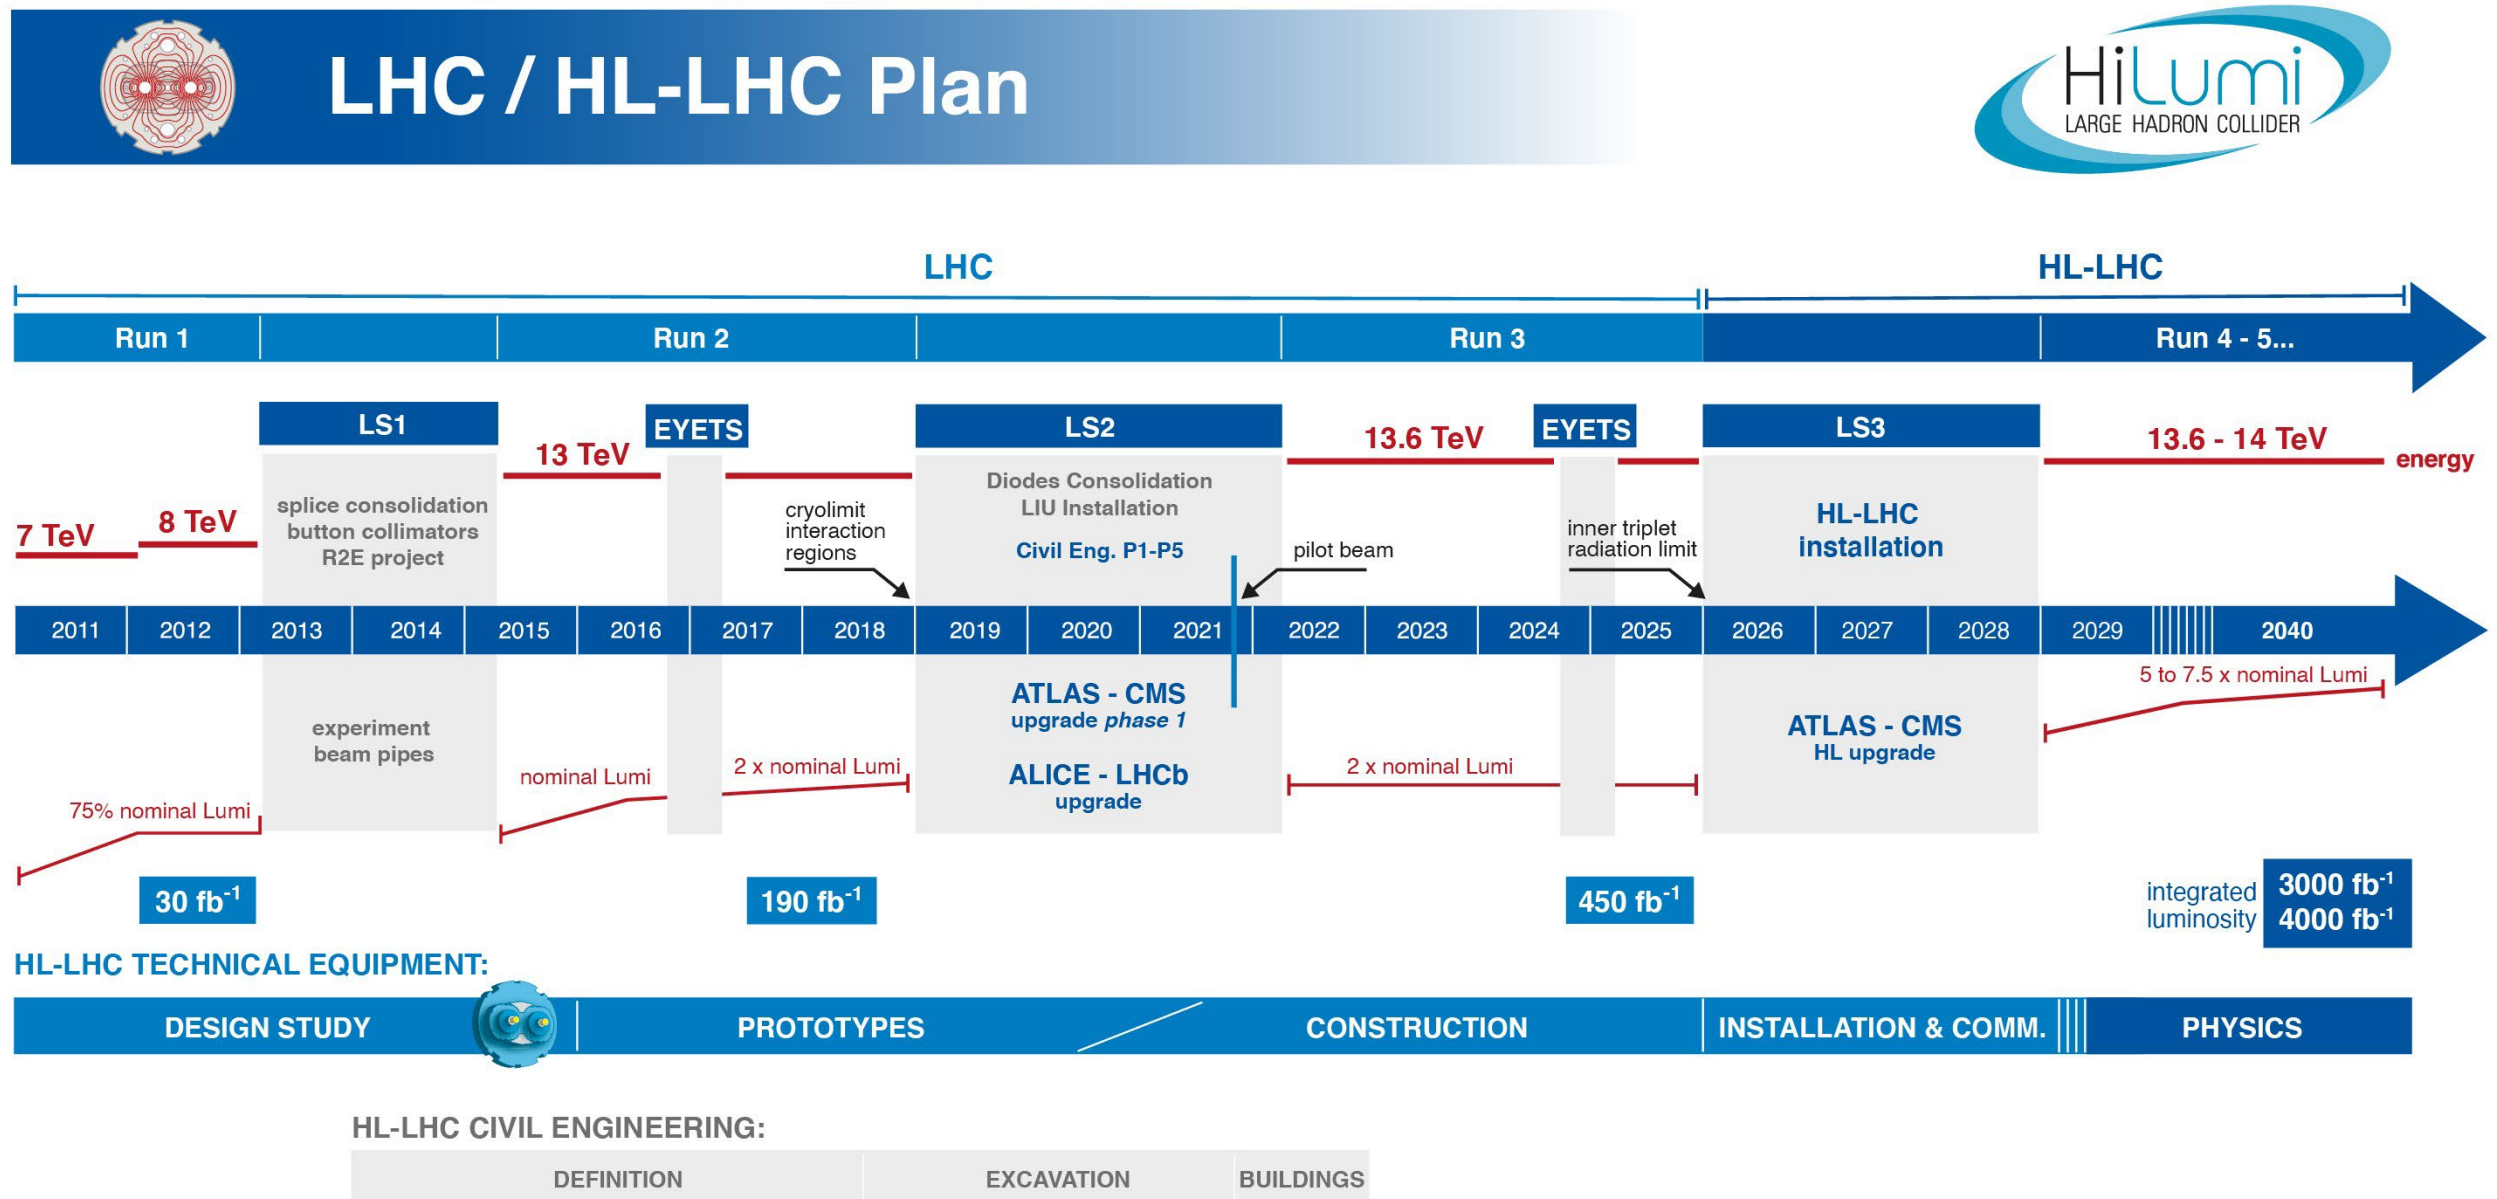 LHC / HL-LHC Plan
HiLumi
LARGE HADRON COLLIDER
LHC
HL-LHC
Run 1
Run 2
Run 3
Run 4 - 5...
LS1
EYETS
LS2
EYETS
LS3
13 TeV
13.6 TeV
13.6 - 14 TeV
energy
7 TeV
8 TeV
splice consolidation
button collimators
R2E project
cryolimit
interaction
regions
Diodes Consolidation
LIU Installation
Civil Eng. P1-P5
pilot beam
inner triplet
radiation limit
HL-LHC
installation
2011
2012
2013
2014
2015
2016
2017
2018
2019
2020
2021
2022
2023
2024
2025
2026
2027
2028
2029
2040
experiment
beam pipes
ATLAS - CMS
upgrade phase 1
ALICE - LHCb
upgrade
ATLAS - CMS
HL upgrade
5 to 7.5 x nominal Lumi
75% nominal Lumi
nominal Lumi
2 x nominal Lumi
2 x nominal Lumi
30 fb⁻¹
190 fb⁻¹
450 fb⁻¹
integrated
luminosity
3000 fb⁻¹
4000 fb⁻¹
HL-LHC TECHNICAL EQUIPMENT:
DESIGN STUDY
PROTOTYPES
CONSTRUCTION
INSTALLATION & COMM.
PHYSICS
HL-LHC CIVIL ENGINEERING:
DEFINITION
EXCAVATION
BUILDINGS